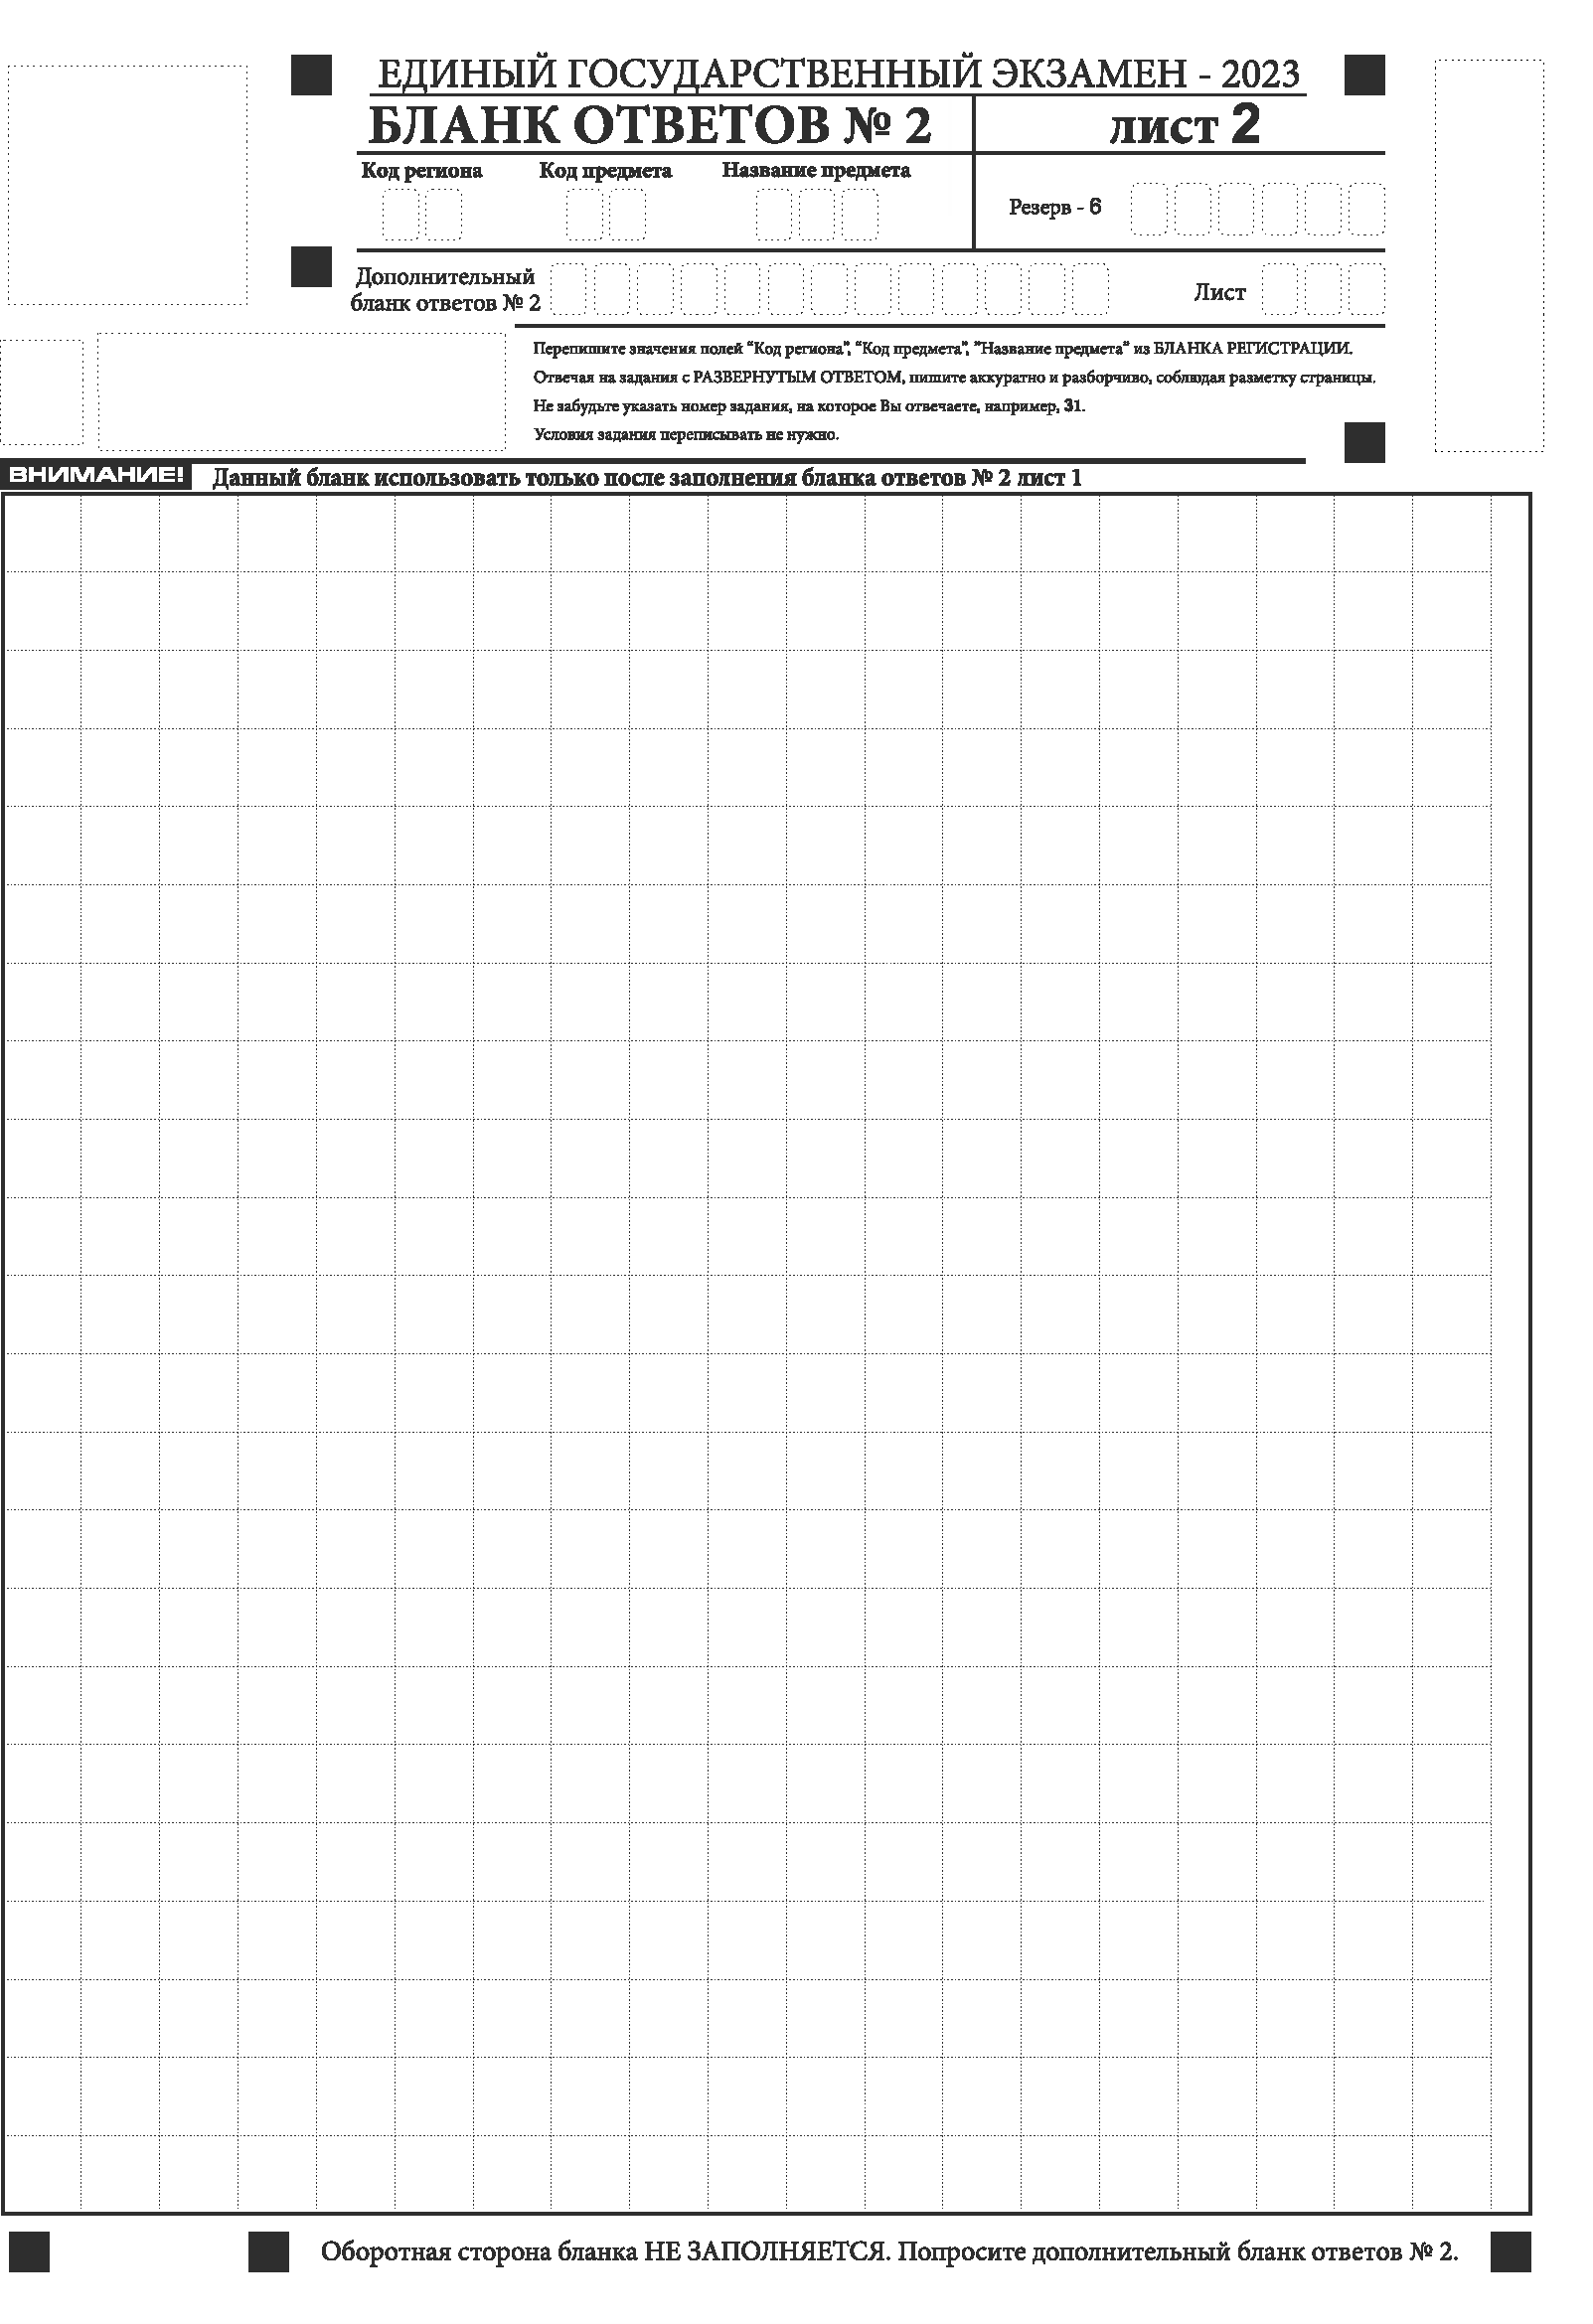 ЕДИНЫЙ ГОСУДАРСТВЕННЫЙ ЭКЗАМЕН - 2023
БЛАНК ОТВЕТОВ № 2
лист 2
Код региона
Код предмета
Название предмета
Резерв - 6
Дополнительный
бланк ответов № 2
Лист
Перепишите значения полей “Код региона”, “Код предмета”, ”Название предмета” из БЛАНКА РЕГИСТРАЦИИ.
Отвечая на задания с РАЗВЕРНУТЫМ ОТВЕТОМ, пишите аккуратно и разборчиво, соблюдая разметку страницы.
Не забудьте указать номер задания, на которое Вы отвечаете, например, 31.
Условия задания переписывать не нужно.
ВНИМАНИЕ!
Данный бланк использовать только после заполнения бланка ответов № 2 лист 1
Оборотная сторона бланка НЕ ЗАПОЛНЯЕТСЯ. Попросите дополнительный бланк ответов № 2.